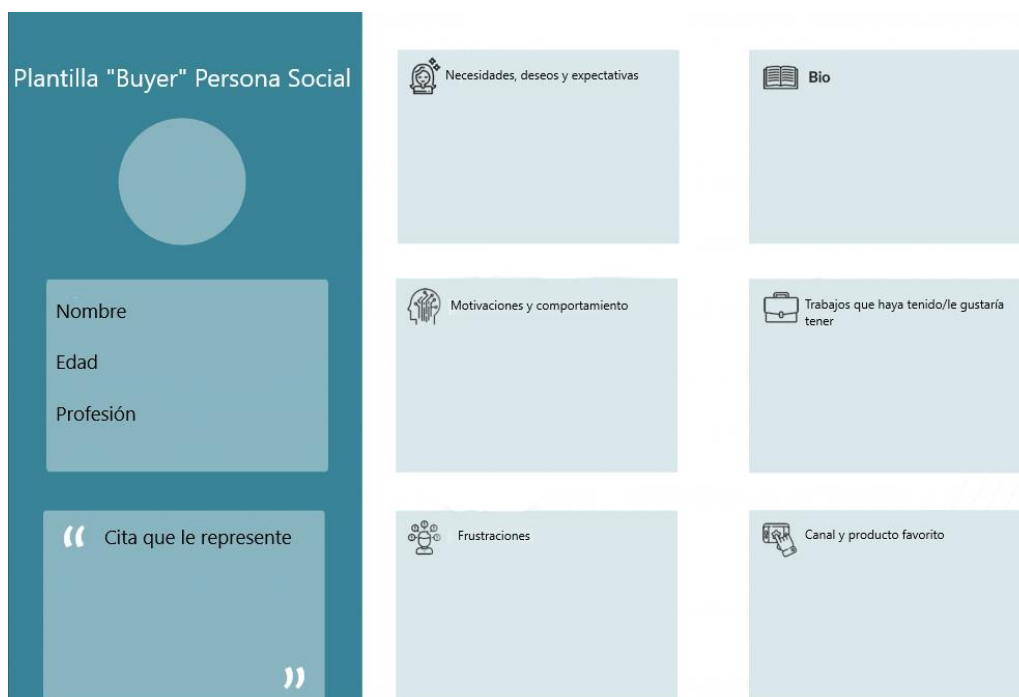 Plantilla "Buyer" Persona Social
Nombre
Edad
Profesión
“ Cita que le represente
”
Necesidades, deseos y expectativas
Bio
Motivaciones y comportamiento
Trabajos que haya tenido/le gustaría
tener
Frustraciones
Canal y producto favorito